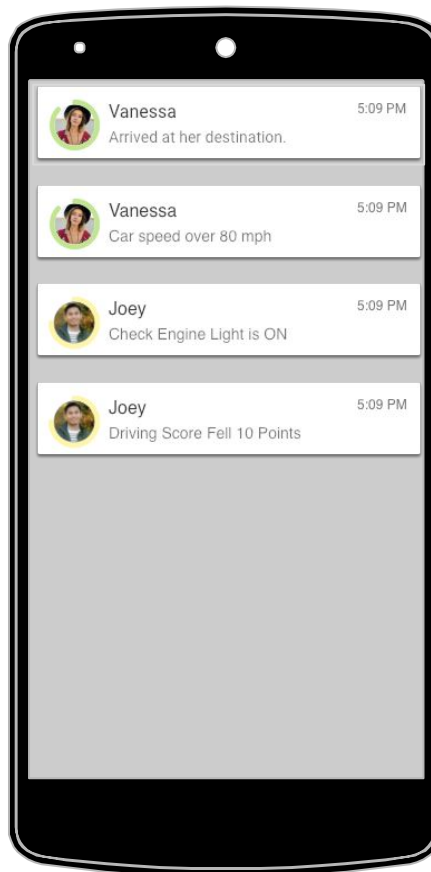 Vanessa
5:09 PM
Arrived at her destination.
Vanessa
5:09 PM
Car speed over 80 mph
Joey
5:09 PM
Check Engine Light is ON
Joey
5:09 PM
Driving Score Fell 10 Points